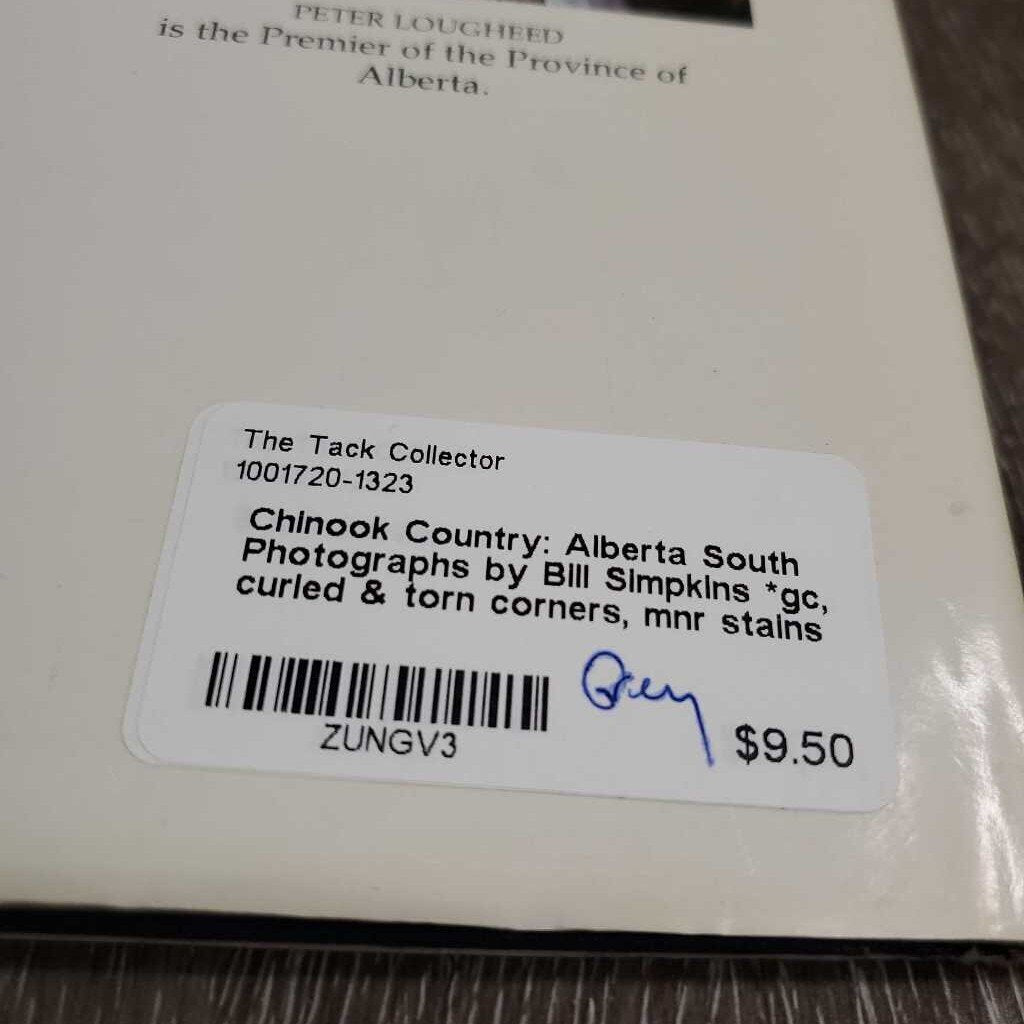 PETER LOUGHEED
is the Premier of the Province of
Alberta.
The Tack Collector
1001720-1323
Chinook Country: Alberta South
Photographs by Bill Simpkins *gc,
curled & torn corners, mnr stains
ZUNGV3
$9.50